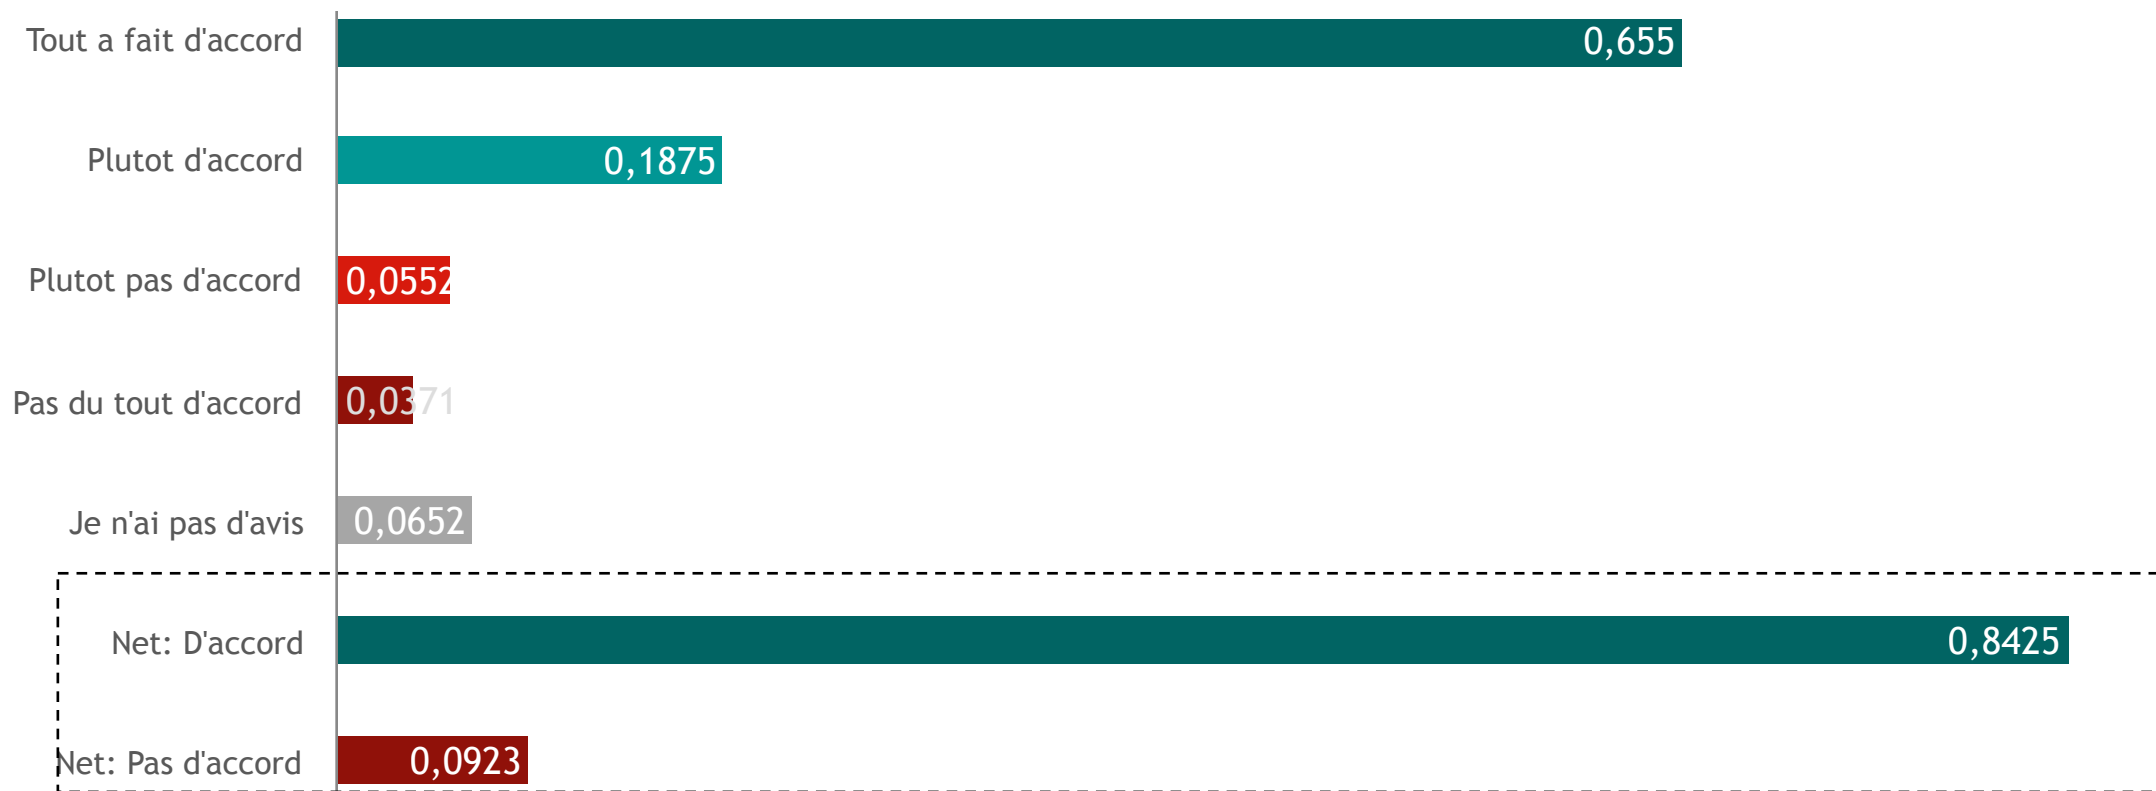 Tout a fait d'accord 0,655
Plutot d'accord 0,1875
Plutot pas d'accord 0,0552
Pas du tout d'accord 0,0371
Je n'ai pas d'avis 0,0652
Net: D'accord 0,8425
Net: Pas d'accord 0,0923